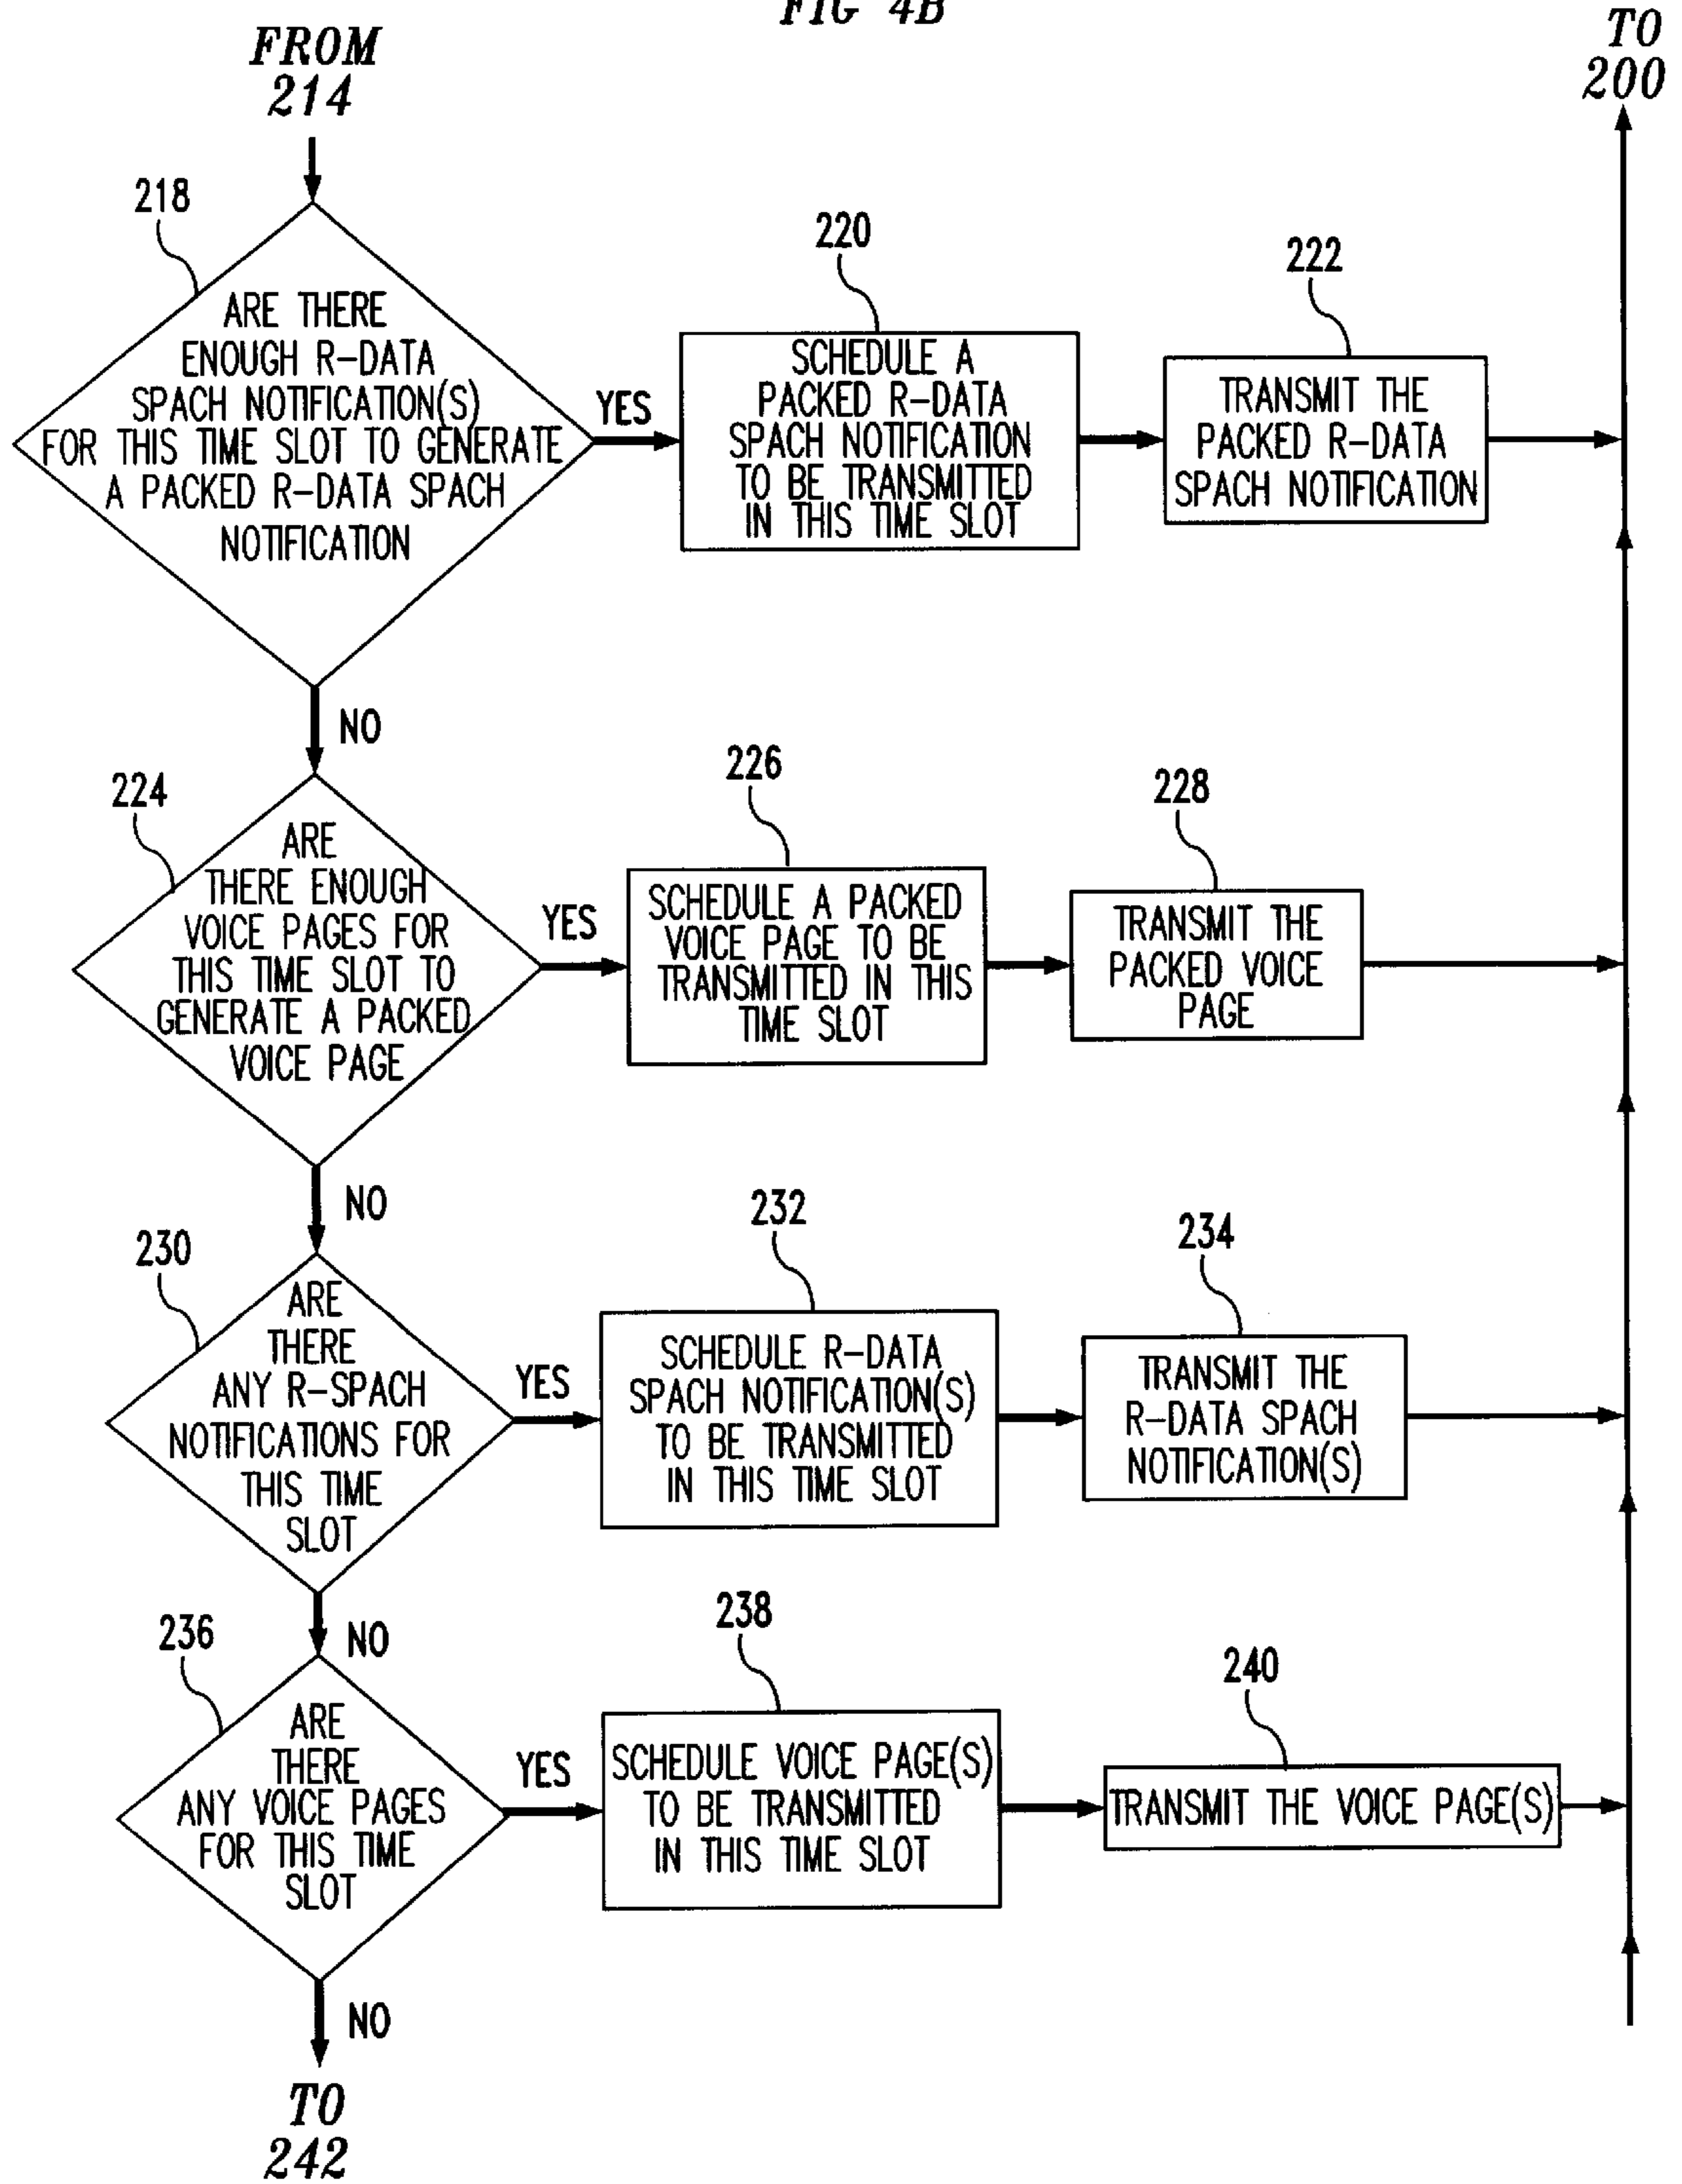 FIG 4B
FROM
214
TO
200
218
ARE THERE
ENOUGH R-DATA
SPACH NOTIFICATION(S)
FOR THIS TIME SLOT TO GENERATE
A PACKED R-DATA SPACH
NOTIFICATION
YES
220
SCHEDULE A
PACKED R-DATA
SPACH NOTIFICATION
TO BE TRANSMITTED
IN THIS TIME SLOT
222
TRANSMIT THE
PACKED R-DATA
SPACH NOTIFICATION
NO
224
ARE
THERE ENOUGH
VOICE PAGES FOR
THIS TIME SLOT TO
GENERATE A PACKED
VOICE PAGE
YES
226
SCHEDULE A PACKED
VOICE PAGE TO BE
TRANSMITTED IN THIS
TIME SLOT
228
TRANSMIT THE
PACKED VOICE
PAGE
NO
230
ARE
THERE
ANY R-SPACH
NOTIFICATIONS FOR
THIS TIME
SLOT
YES
232
SCHEDULE R-DATA
SPACH NOTIFICATION(S)
TO BE TRANSMITTED
IN THIS TIME SLOT
234
TRANSMIT THE
R-DATA SPACH
NOTIFICATION(S)
NO
236
ARE
THERE
ANY VOICE PAGES
FOR THIS TIME
SLOT
YES
238
SCHEDULE VOICE PAGE(S)
TO BE TRANSMITTED
IN THIS TIME SLOT
240
TRANSMIT THE VOICE PAGE(S)
NO
TO
242